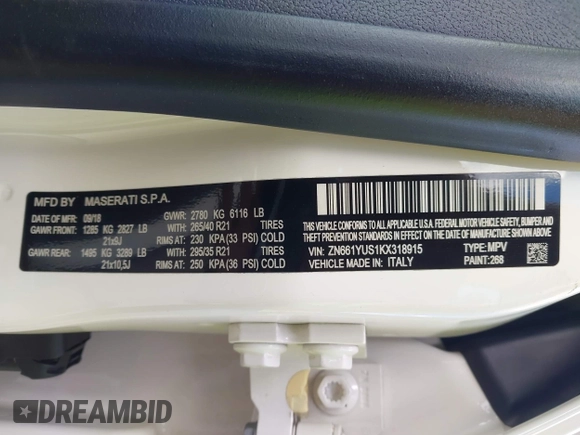 MFD BY MASERATI S.P.A.
DATE OF MFR: 09/18 GVWR: 2780 KG 6116 LB
GAWR FRONT: 1285 KG 2827 LB WITH: 265/40 R21 TIRES
21x9J RIMS AT: 230 KPA (33 PSI) COLD
GAWR REAR: 1495 KG 3289 LB WITH: 295/35 R21 TIRES
21x10,5J RIMS AT: 250 KPA (36 PSI) COLD
THIS VEHICLE CONFORMS TO ALL APPLICABLE U.S.A. FEDERAL MOTOR VEHICLE SAFETY, BUMPER AND
THEFT PREVENTION STANDARDS IN EFFECT ON THE DATE OF MANUFACTURE SHOWN ABOVE.
VIN: ZN661YUS1KX318915 TYPE: MPV
VEHICLE MADE IN: ITALY PAINT: 268
DREAMBID